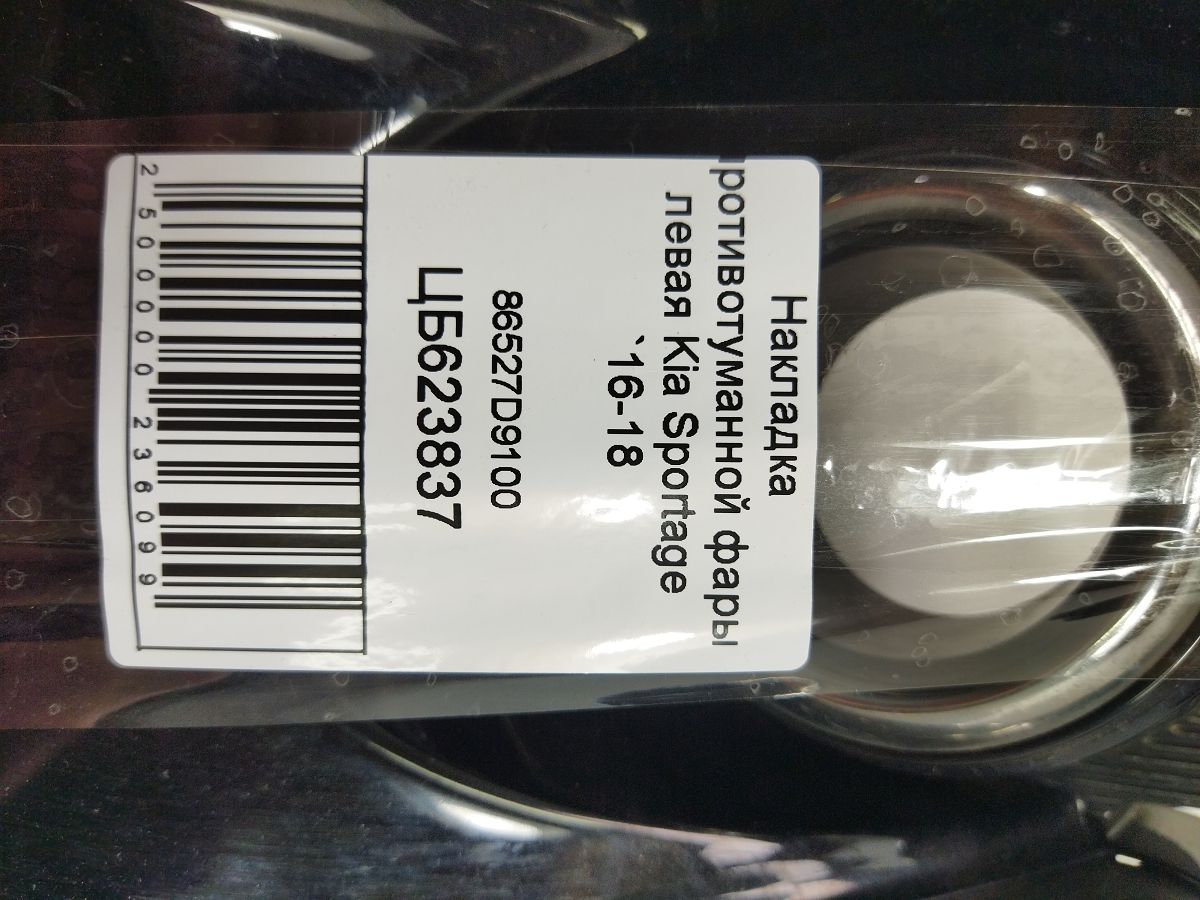 Накладка
ротивотуманной фары
левая Kia Sportage
`16-18
86527D9100
ЦБ623837
2 500000 236099